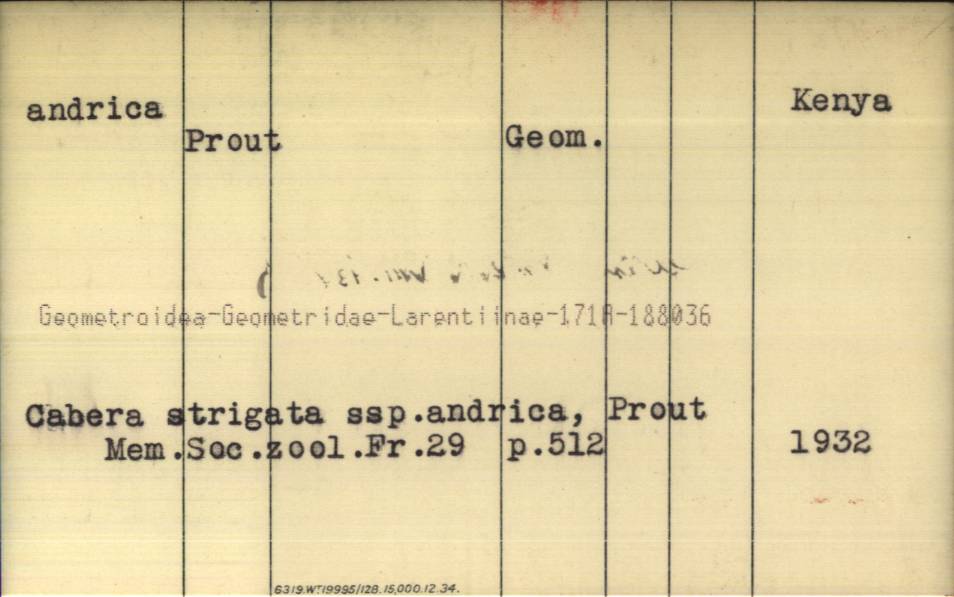 andrica Kenya
Prout Geom.
Geometroidea-Geometridae-Larentiinae-171A-188036
Cabera strigata ssp.andrica, Prout
Mem.Soc.zool.Fr.29 p.512 1932
6319.WT19995/128.15,000.12.34.